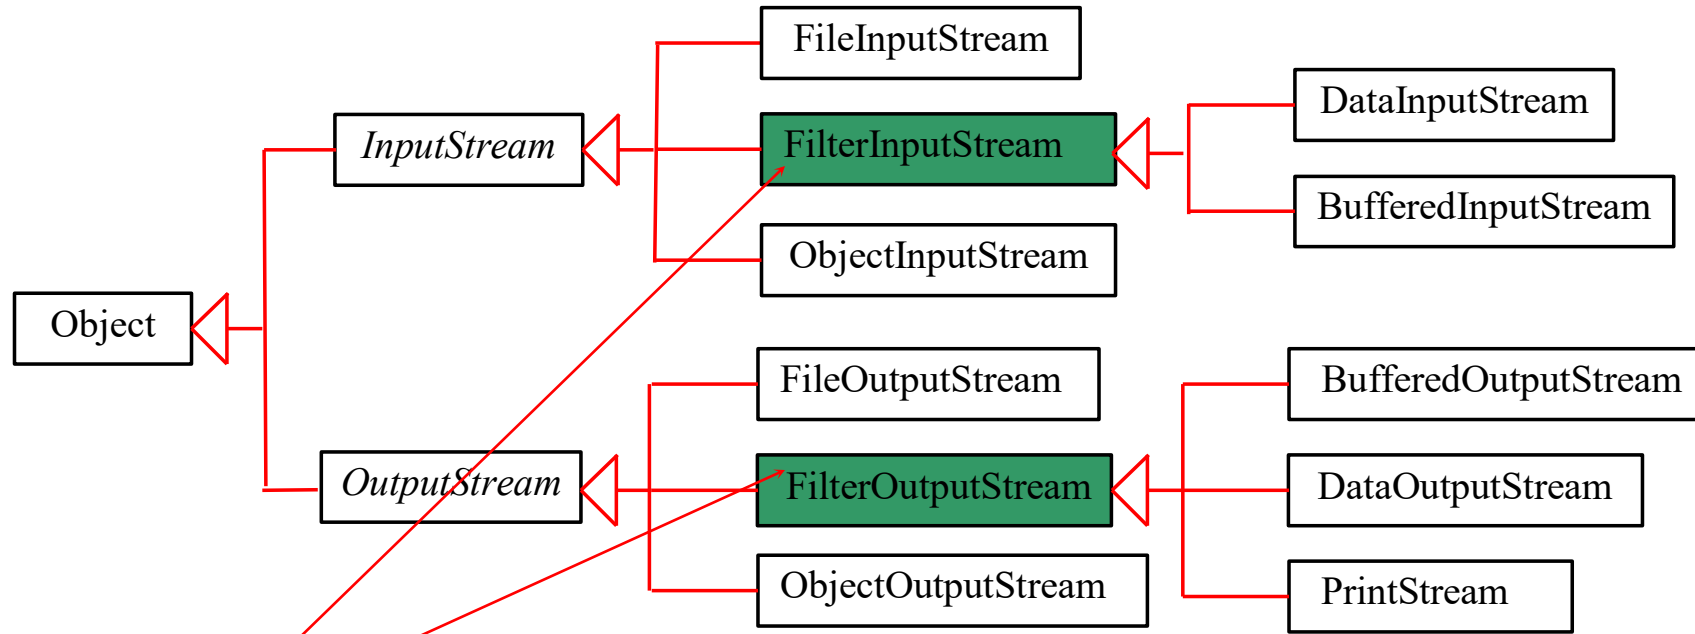 FileInputStream
DataInputStream
InputStream
FilterInputStream
BufferedInputStream
ObjectInputStream
Object
FileOutputStream
BufferedOutputStream
OutputStream
FilterOutputStream
DataOutputStream
ObjectOutputStream
PrintStream